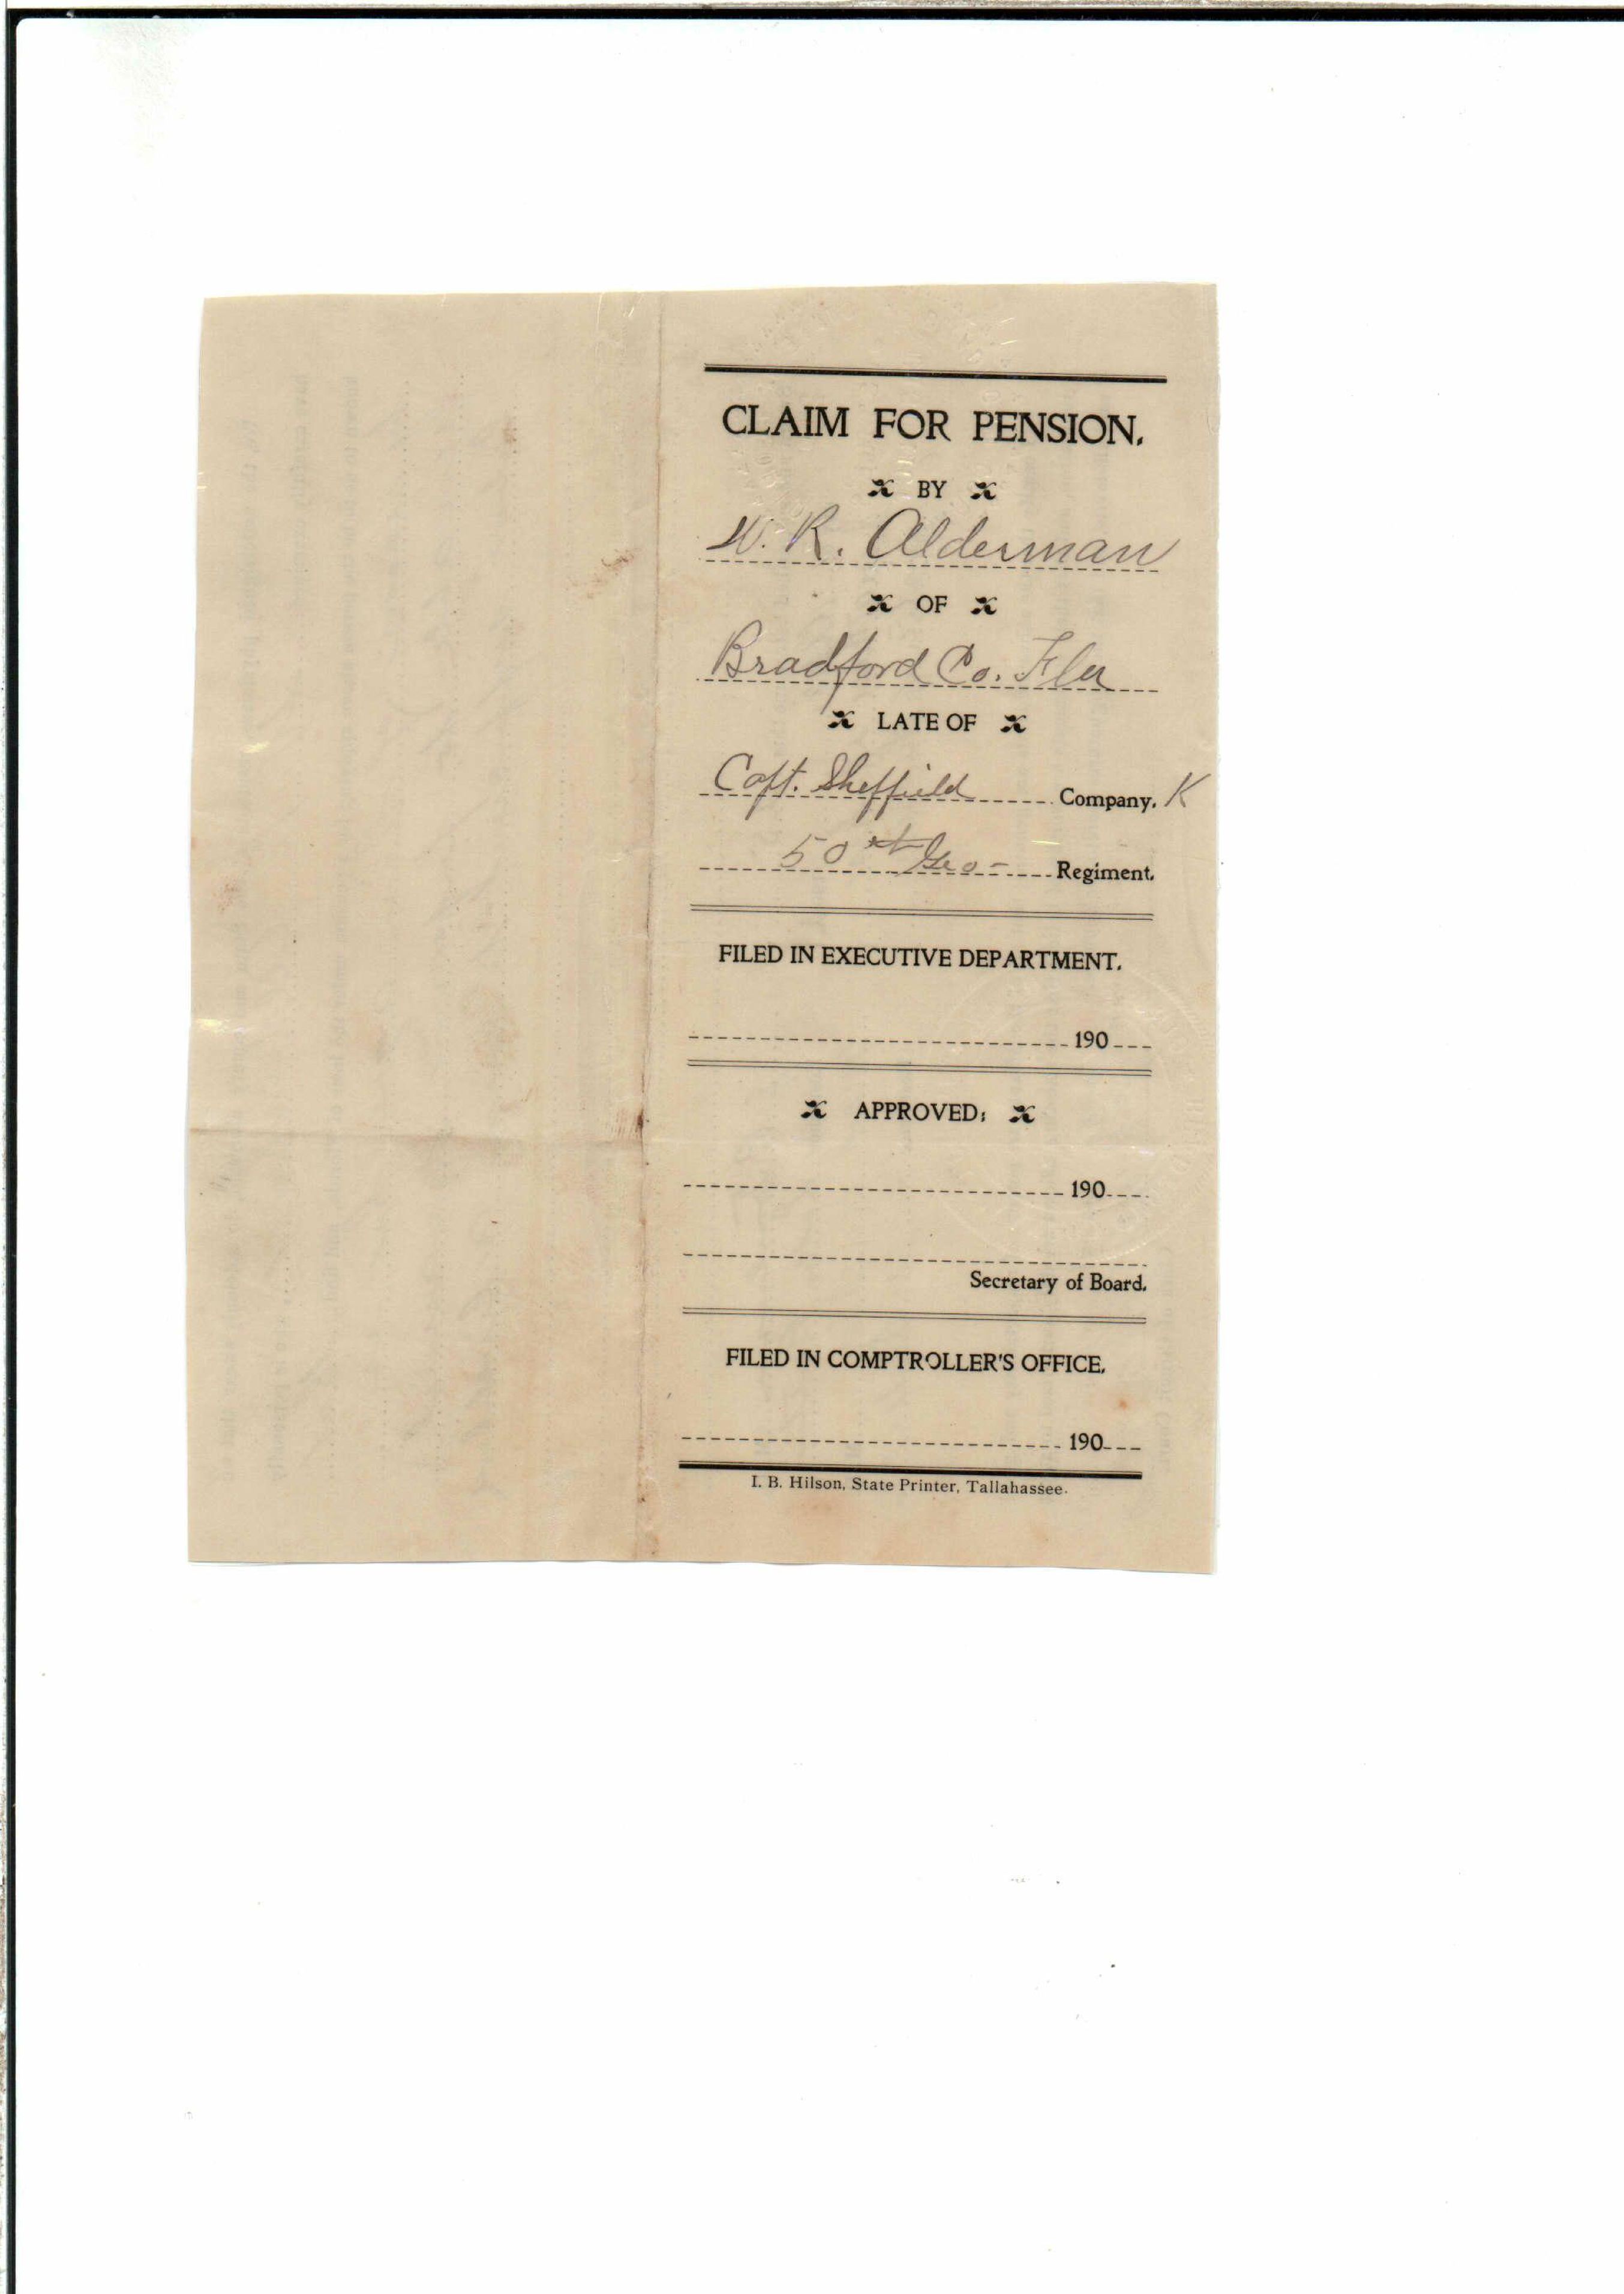 CLAIM FOR PENSION.
BY
W. R. Alderman
OF
Bradford Co. Fla
LATE OF
Capt. Sheffield Company. K
50th Geo- Regiment.
FILED IN EXECUTIVE DEPARTMENT.
190
APPROVED:
190
Secretary of Board.
FILED IN COMPTROLLER'S OFFICE.
190
I. B. Hilson, State Printer, Tallahassee.